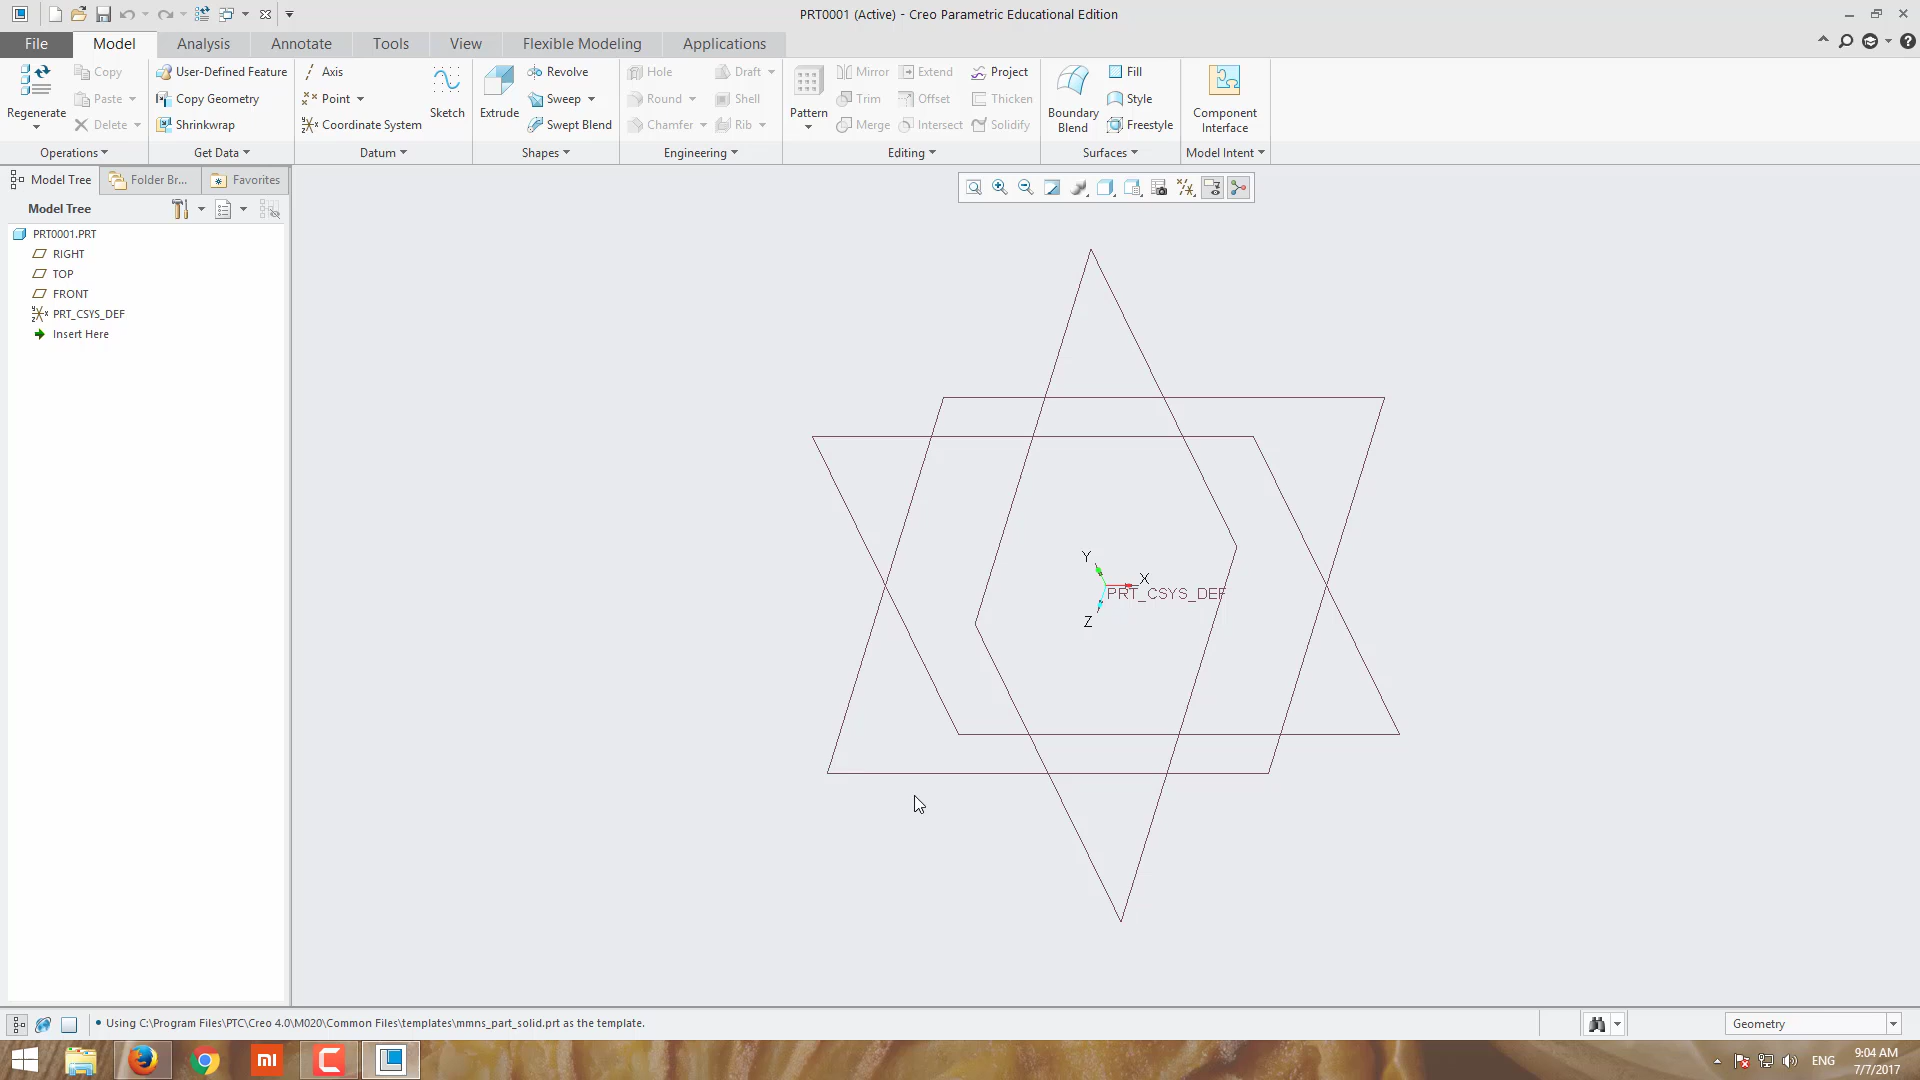 PRT0001 (Active) - Creo Parametric Educational Edition
File Model Analysis Annotate Tools View Flexible Modeling Applications
Regenerate
Copy
Paste
Delete
Operations
User-Defined Feature
Copy Geometry
Shrinkwrap
Get Data
Axis
Point
Coordinate System
Sketch
Datum
Extrude
Revolve
Sweep
Swept Blend
Shapes
Hole
Round
Chamfer
Draft
Shell
Rib
Engineering
Pattern
Mirror
Trim
Merge
Extend
Offset
Intersect
Project
Thicken
Solidify
Editing
Boundary
Blend
Fill
Style
Freestyle
Surfaces
Component
Interface
Model Intent
Model Tree Folder Br... Favorites
Model Tree
PRT0001.PRT
RIGHT
TOP
FRONT
PRT_CSYS_DEF
Insert Here
Y
X
PRT_CSYS_DEF
Z
Using C:\Program Files\PTC\Creo 4.0\M020\Common Files\templates\mmns_part_solid.prt as the template.
Geometry
mi
ENG
9:04 AM
7/7/2017